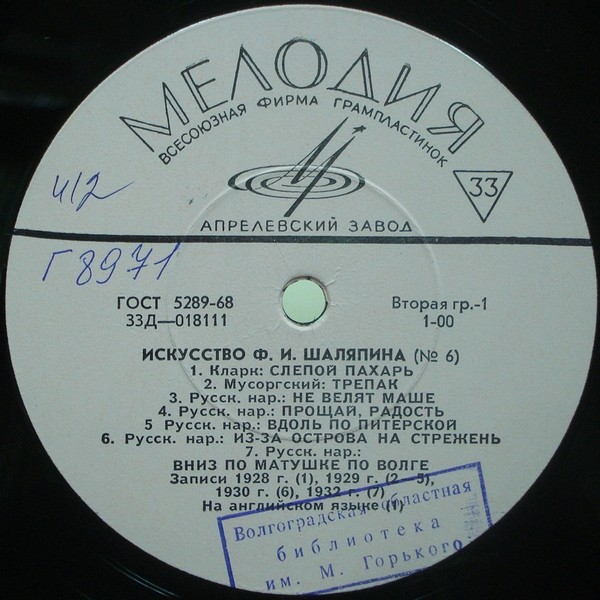 МЕЛОДИЯ
ВСЕСОЮЗНАЯ ФИРМА ГРАМПЛАСТИНОК
33
АПРЕЛЕВСКИЙ ЗАВОД
Г 8971
ГОСТ 5289-68
Вторая гр.-1
33Д—018111
1-00
ИСКУССТВО Ф. И. ШАЛЯПИНА (№ 6)
1. Кларк: СЛЕПОЙ ПАХАРЬ
2. Мусоргский: ТРЕПАК
3. Русск. нар.: НЕ ВЕЛЯТ МАШЕ
4. Русск. нар.: ПРОЩАЙ, РАДОСТЬ
5 Русск. нар.: ВДОЛЬ ПО ПИТЕРСКОЙ
6. Русск. нар.: ИЗ-ЗА ОСТРОВА НА СТРЕЖЕНЬ
7. Русск. нар.:
ВНИЗ ПО МАТУШКЕ ПО ВОЛГЕ
Записи 1928 г. (1), 1929 г. (2—5),
1930 г. (6), 1932 г. (7)
На английском языке (1)
Волгоградская областная
библиотека
им. М. Горького